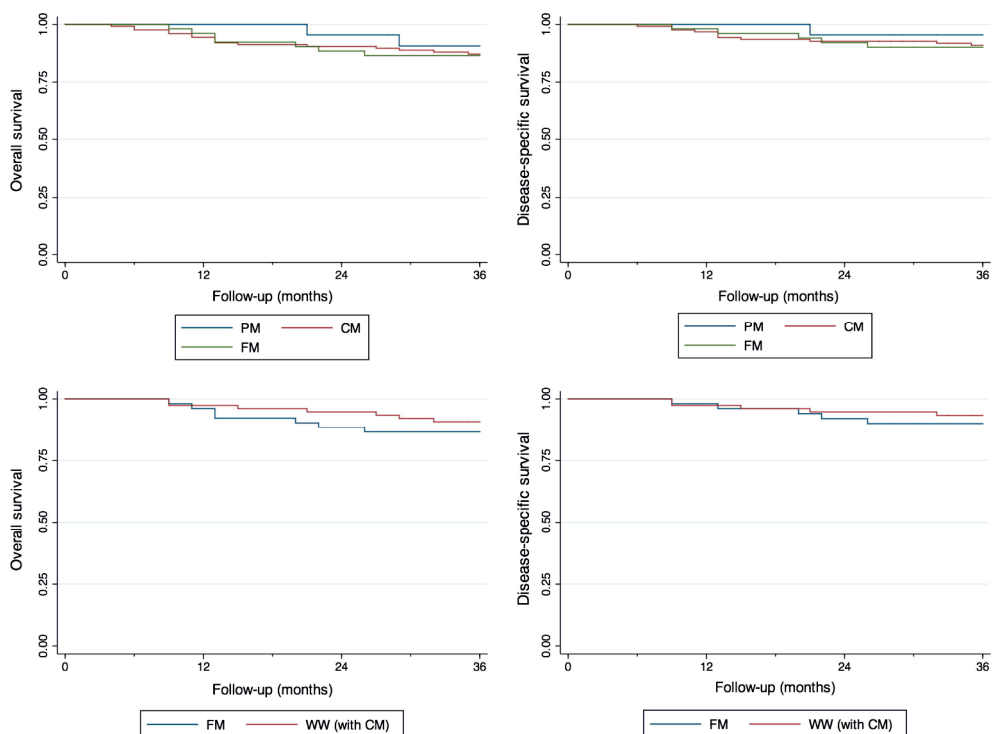 Overall survival
1.00
0.75
0.50
0.25
0.00
0
12
24
36
Follow-up (months)
PM
CM
FM
Disease-specific survival
1.00
0.75
0.50
0.25
0.00
0
12
24
36
Follow-up (months)
PM
CM
FM
Overall survival
1.00
0.75
0.50
0.25
0.00
0
12
24
36
Follow-up (months)
FM
WW (with CM)
Disease-specific survival
1.00
0.75
0.50
0.25
0.00
0
12
24
36
Follow-up (months)
FM
WW (with CM)